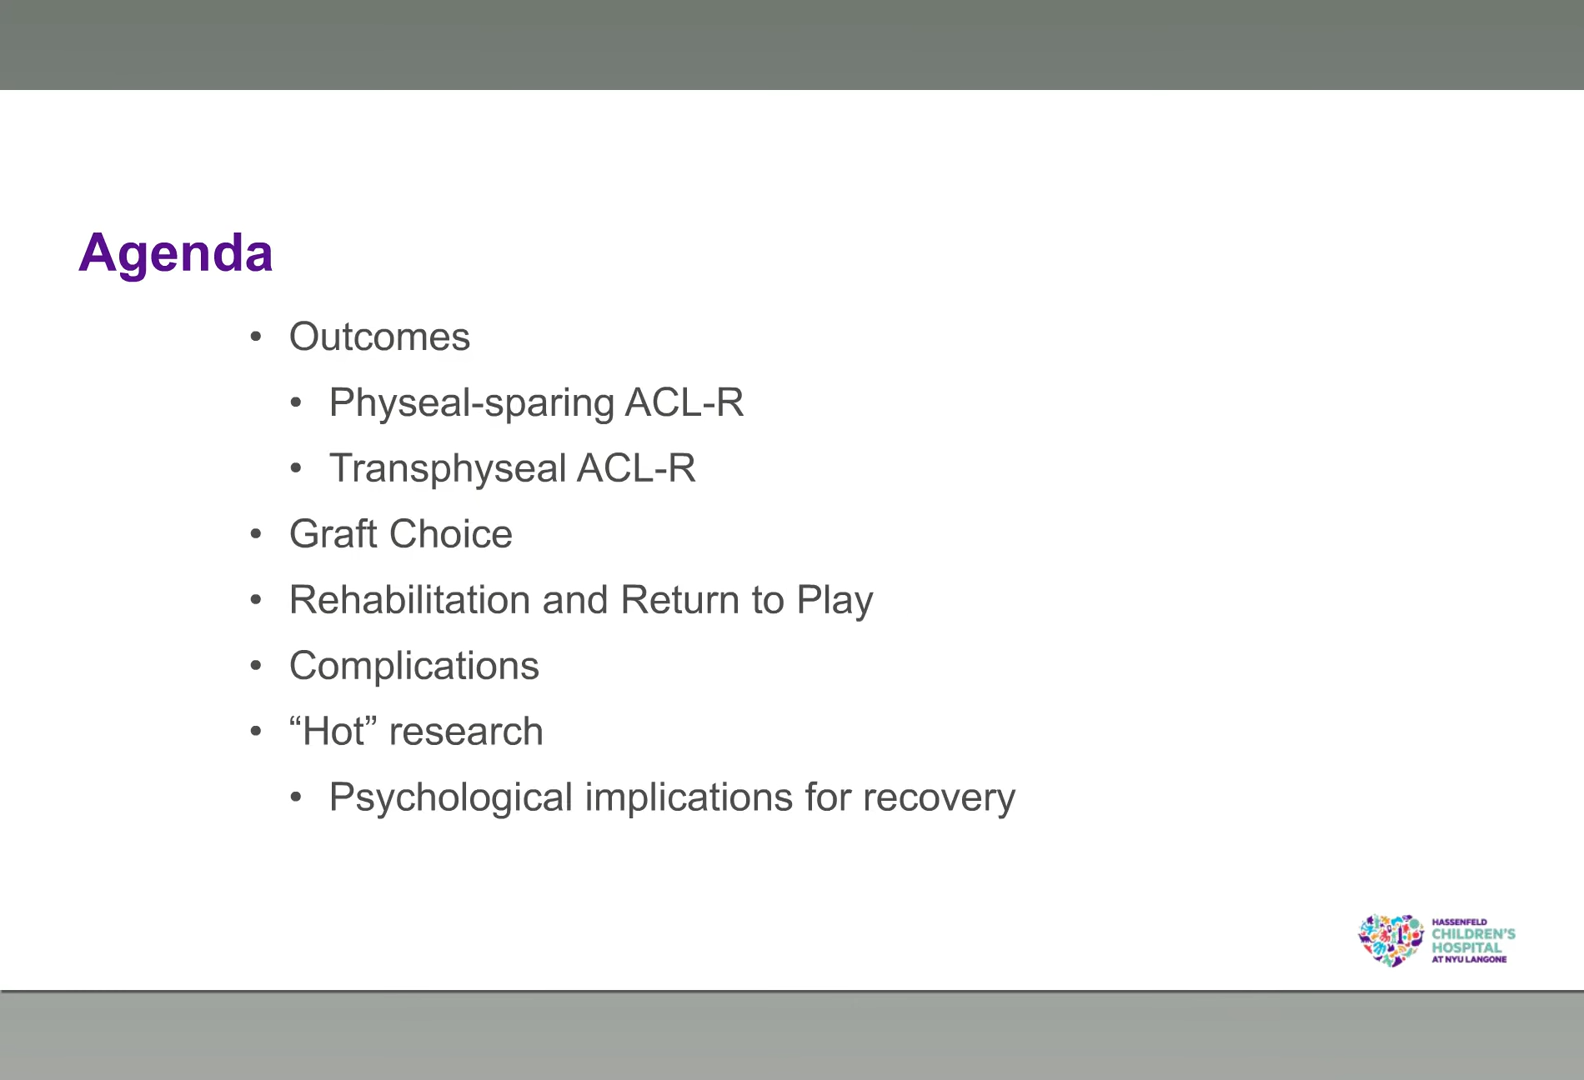 Agenda
• Outcomes
• Physeal-sparing ACL-R
• Transphyseal ACL-R
• Graft Choice
• Rehabilitation and Return to Play
• Complications
• “Hot” research
• Psychological implications for recovery
HASSENFELD
CHILDREN'S
HOSPITAL
AT NYU LANGONE